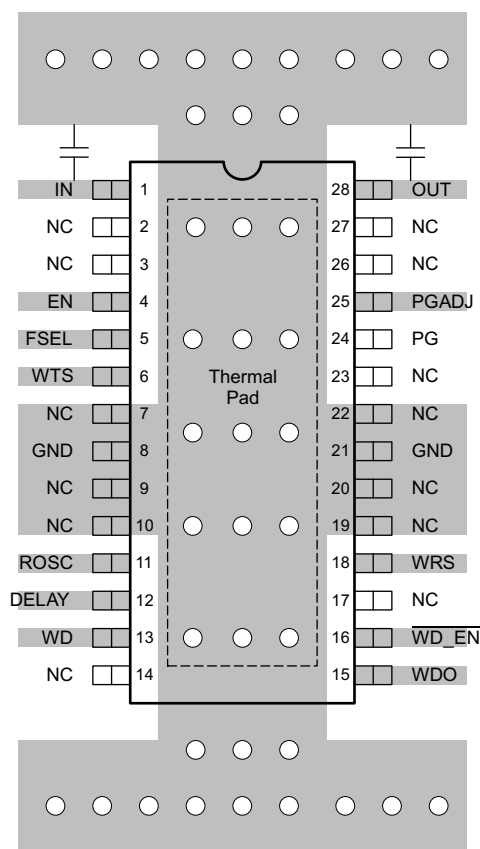 IN 1 28 OUT
NC 2 27 NC
NC 3 26 NC
EN 4 25 PGADJ
FSEL 5 24 PG
WTS 6 23 NC
Thermal
Pad
NC 7 22 NC
GND 8 21 GND
NC 9 20 NC
NC 10 19 NC
ROSC 11 18 WRS
DELAY 12 17 NC
WD 13 16 WD_EN
NC 14 15 WDO